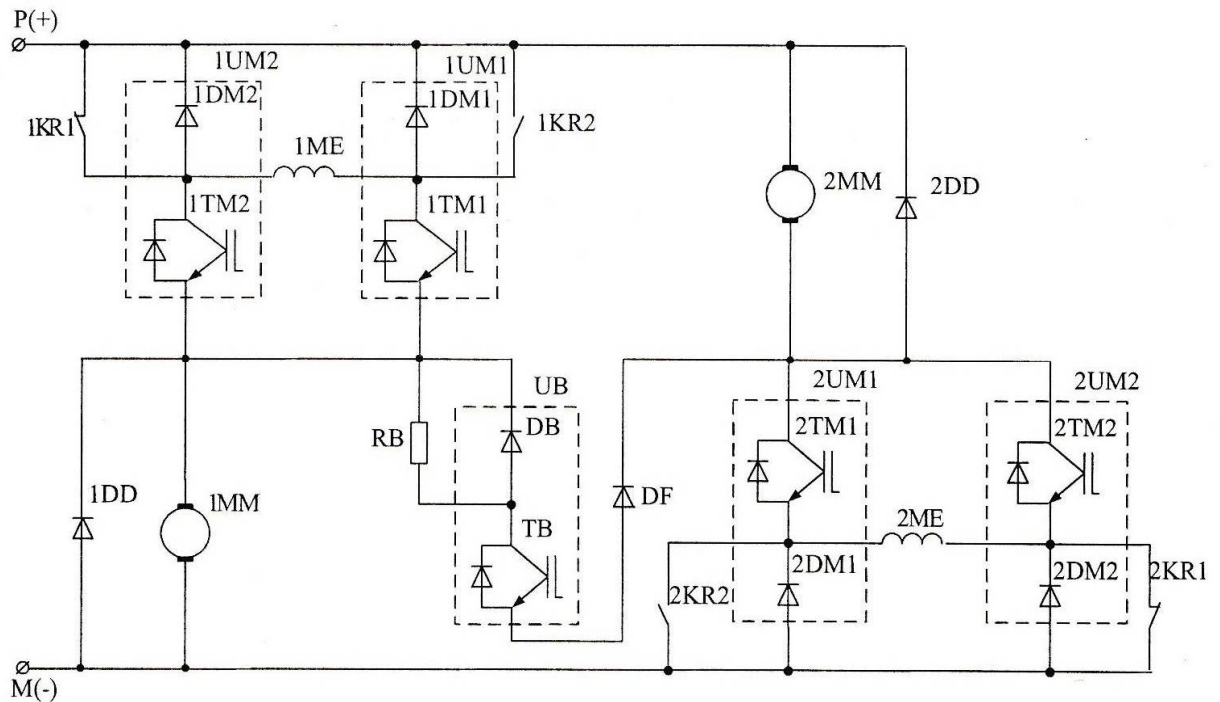 P(+)
1UM2
1UM1
1DM2
1DM1
1KR1
1KR2
1ME
2MM
2DD
1TM2
1TM1
UB
2UM1
2UM2
RB
DB
2TM1
2TM2
1DD
1MM
DF
TB
2ME
2DM1
2DM2
2KR1
2KR2
M(-)